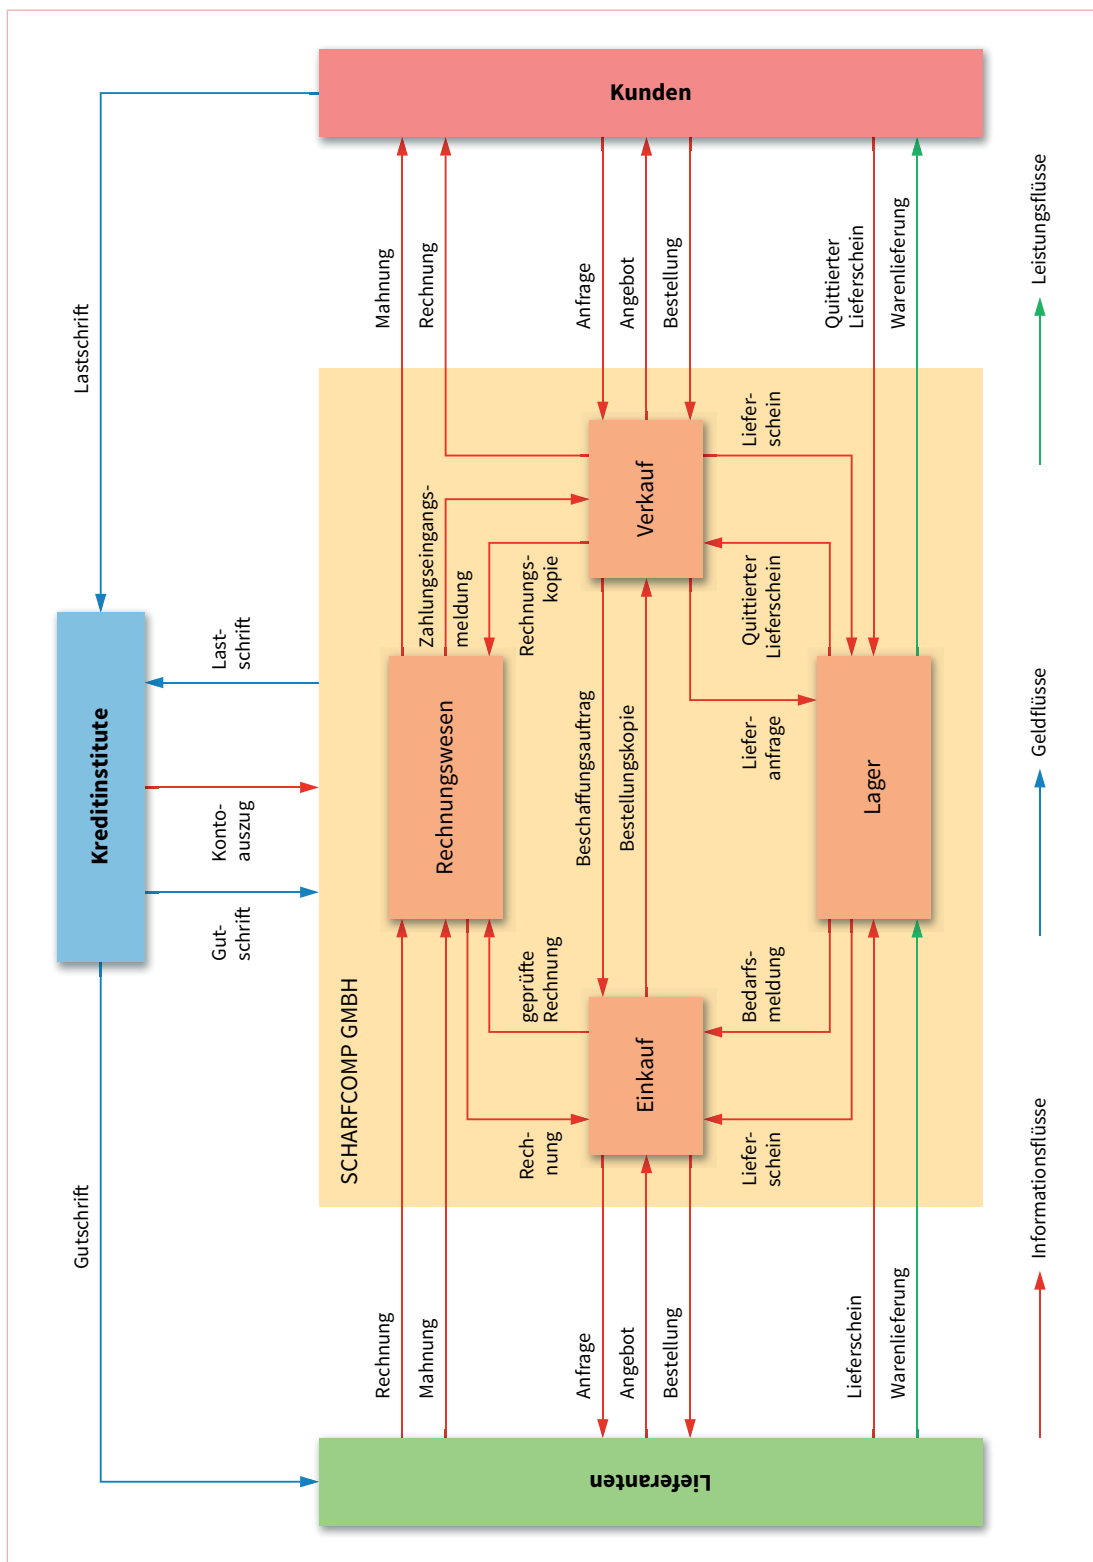 Kunden
Lastschrift
Mahnung
Rechnung
Anfrage
Angebot
Bestellung
Quittierter
Lieferschein
Warenlieferung
Leistungsflüsse
Kreditinstitute
Last-
schrift
Konto-
auszug
Gut-
schrift
SCHARFCOMP GMBH
Zahlungseingangs-
meldung
Rechnungs-
kopie
Verkauf
Liefer-
schein
Quittierter
Lieferschein
Rechnungswesen
Beschaffungsauftrag
Bestellungskopie
Liefer-
anfrage
Lager
Geldflüsse
geprüfte
Rechnung
Bedarfs-
meldung
Einkauf
Rech-
nung
Liefer-
schein
Gutschrift
Rechnung
Mahnung
Anfrage
Angebot
Bestellung
Lieferschein
Warenlieferung
Informationsflüsse
Lieferanten